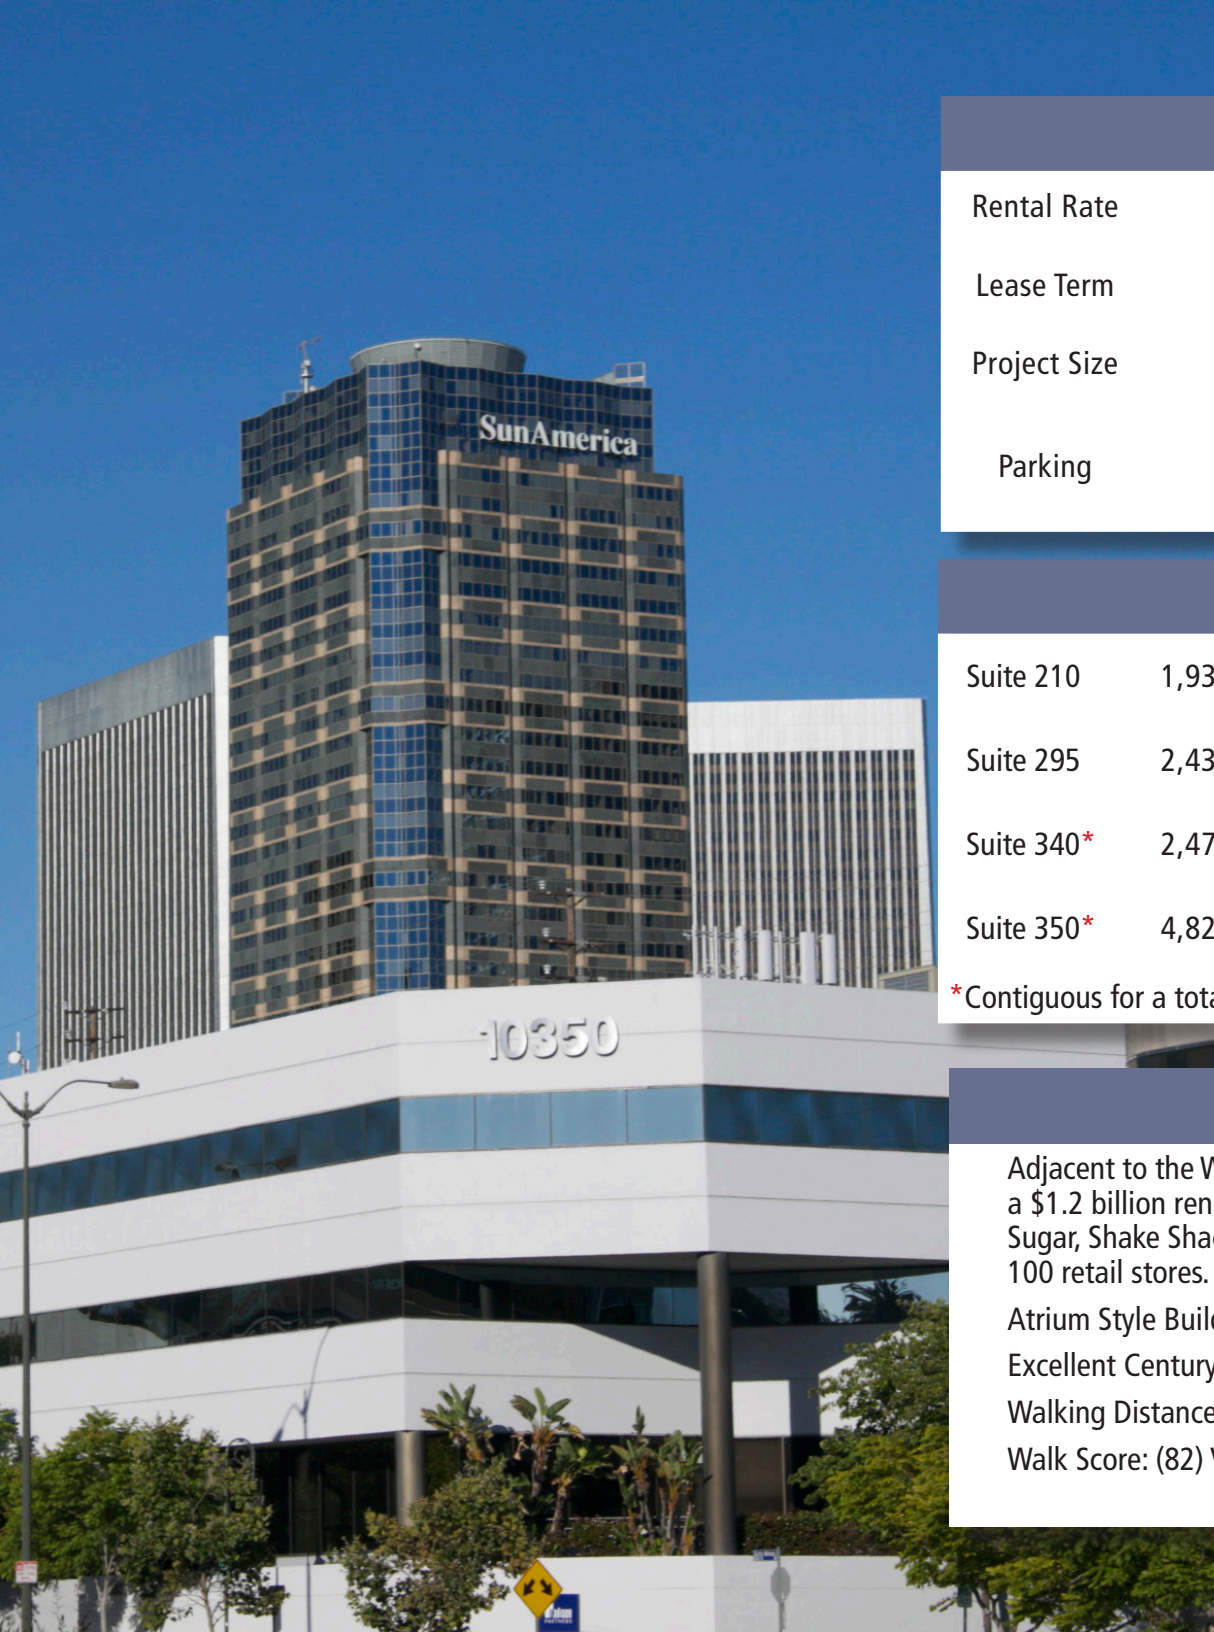 Rental Rate
Lease Term
Project Size
Parking
SunAmerica
Suite 210 1,93
Suite 295 2,43
Suite 340* 2,47
Suite 350* 4,82
*Contiguous for a tota
10350
Adjacent to the W
a $1.2 billion ren
Sugar, Shake Sha
100 retail stores.
Atrium Style Buil
Excellent Century
Walking Distance
Walk Score: (82)
PARTNERS